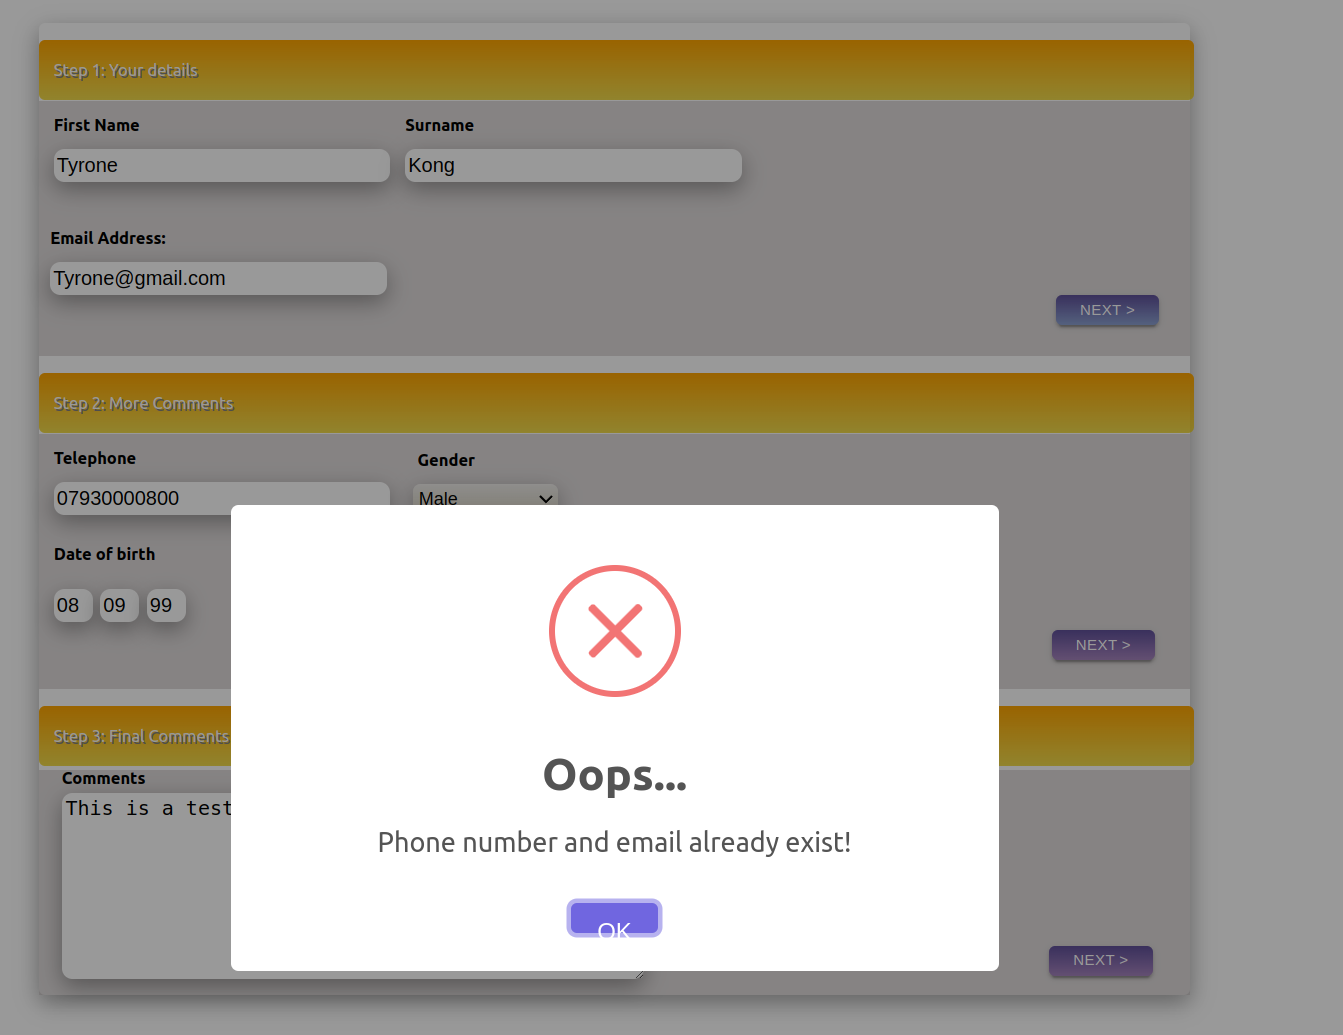 Step 1: Your details
First Name Surname
Tyrone Kong
Email Address:
Tyrone@gmail.com
NEXT >
Step 2: More Comments
Telephone Gender
07930000800 Male
Date of birth
08 09 99
NEXT >
Step 3: Final Comments
Comments
This is a test
Oops...
Phone number and email already exist!
OK
NEXT >